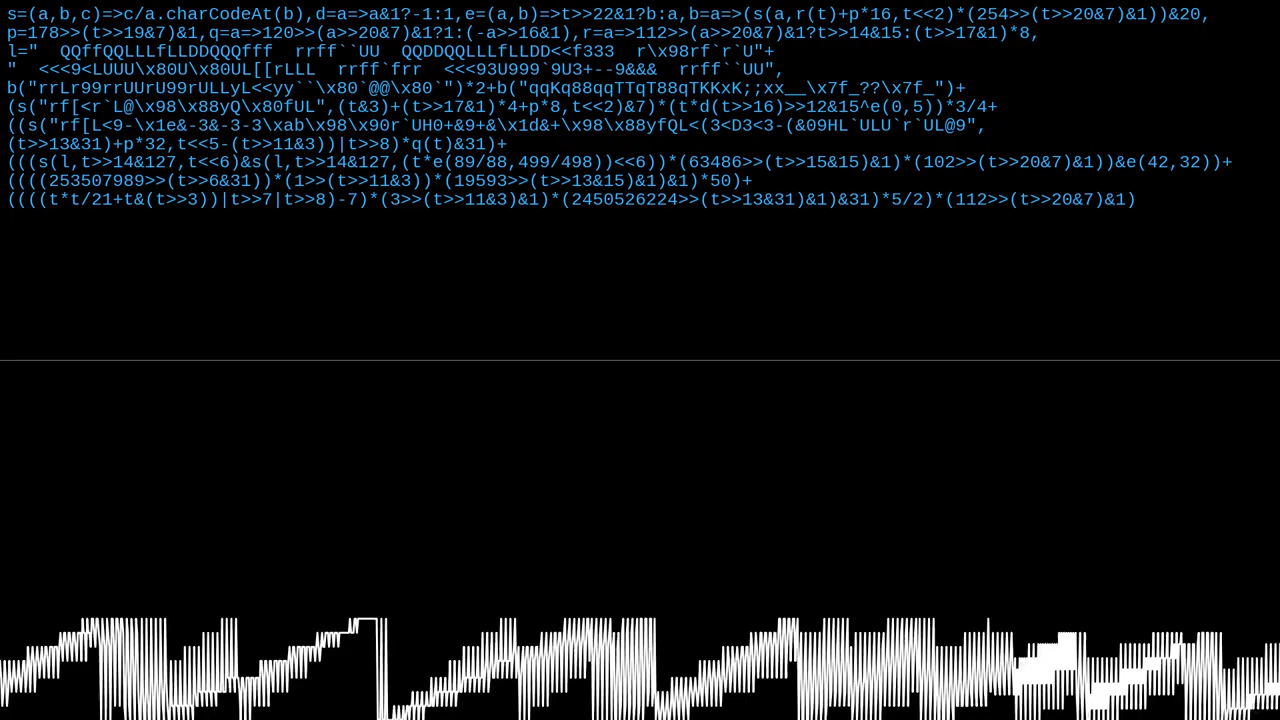 s=(a,b,c)=>c/a.charCodeAt(b),d=a=>a&1?-1:1,e=(a,b)=>t>>22&1?b:a,b=a=>(s(a,r(t)+p*16,t<<2)*(254>>(t>>20&7)&1))&20,
p=178>>(t>>19&7)&1,q=a=>120>>(a>>20&7)&1?1:(-a>>16&1),r=a=>112>>(a>>20&7)&1?t>>14&15:(t>>17&1)*8,
l="  QQffQQLLLfLLDDQQQfff  rrff``UU  QQDDQQLLLfLLDD<<f333  r\x98rf`r`U"+
"  <<<9<LUUU\x80U\x80UL[[rLLL  rrff`frr  <<<93U999`9U3+--9&&&  rrff``UU",
b("rrLr99rrUUrU99rULLyL<<yy``\x80`@@\x80`")*2+b("qqKq88qqTTqT88qTKKxK;;xx__\x7f_??\x7f_")+
(s("rf[<r`L@\x98\x88yQ\x80fUL",(t&3)+(t>>17&1)*4+p*8,t<<2)&7)*(t*d(t>>16)>>12&15^e(0,5))*3/4+
((s("rf[L<9-\x1e&-3&-3-3\xab\x98\x90r`UH0+&9+&\x1d&+\x98\x88yfQL<(3<D3<3-(&09HL`ULU`r`UL@9",
(t>>13&31)+p*32,t<<5-(t>>11&3))|t>>8)*q(t)&31)+
(((s(l,t>>14&127,t<<6)&s(l,t>>14&127,(t*e(89/88,499/498))<<6))*(63486>>(t>>15&15)&1)*(102>>(t>>20&7)&1))&e(42,32))+
((((253507989>>(t>>6&31))*(1>>(t>>11&3))*(19593>>(t>>13&15)&1)&1)*50)+
((((t*t/21+t&(t>>3))|t>>7|t>>8)-7)*(3>>(t>>11&3)&1)*(2450526224>>(t>>13&31)&1)&31)*5/2)*(112>>(t>>20&7)&1)